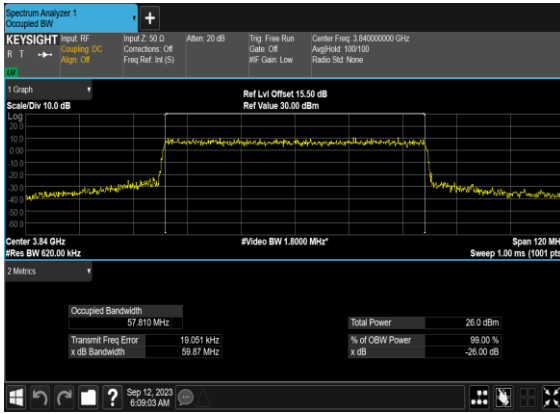 Spectrum Analyzer 1
Occupied BW
KEYSIGHT
R T
LV
Input: RF
Coupling: DC
Align: Off
Input Z: 50 Ω
Corrections: Off
Freq Ref: Int (S)
Atten: 20 dB
Trig: Free Run
Gate: Off
#IF Gain: Low
Center Freq: 3.840000000 GHz
Avg|Hold: 100/100
Radio Std: None
1 Graph
Scale/Div 10.0 dB
Ref Lvl Offset 15.50 dB
Ref Value 30.00 dBm
Log
20.0
10.0
0.00
-10.0
-20.0
-30.0
-40.0
-50.0
-60.0
Center 3.84 GHz
#Res BW 620.00 kHz
#Video BW 1.8000 MHz*
Span 120 MH
Sweep 1.00 ms (1001 pts
2 Metrics
Occupied Bandwidth
57.810 MHz
Transmit Freq Error 19.051 kHz
x dB Bandwidth 59.87 MHz
Total Power 26.0 dBm
% of OBW Power 99.00 %
x dB -26.00 dB
Sep 12, 2023
6:09:03 AM